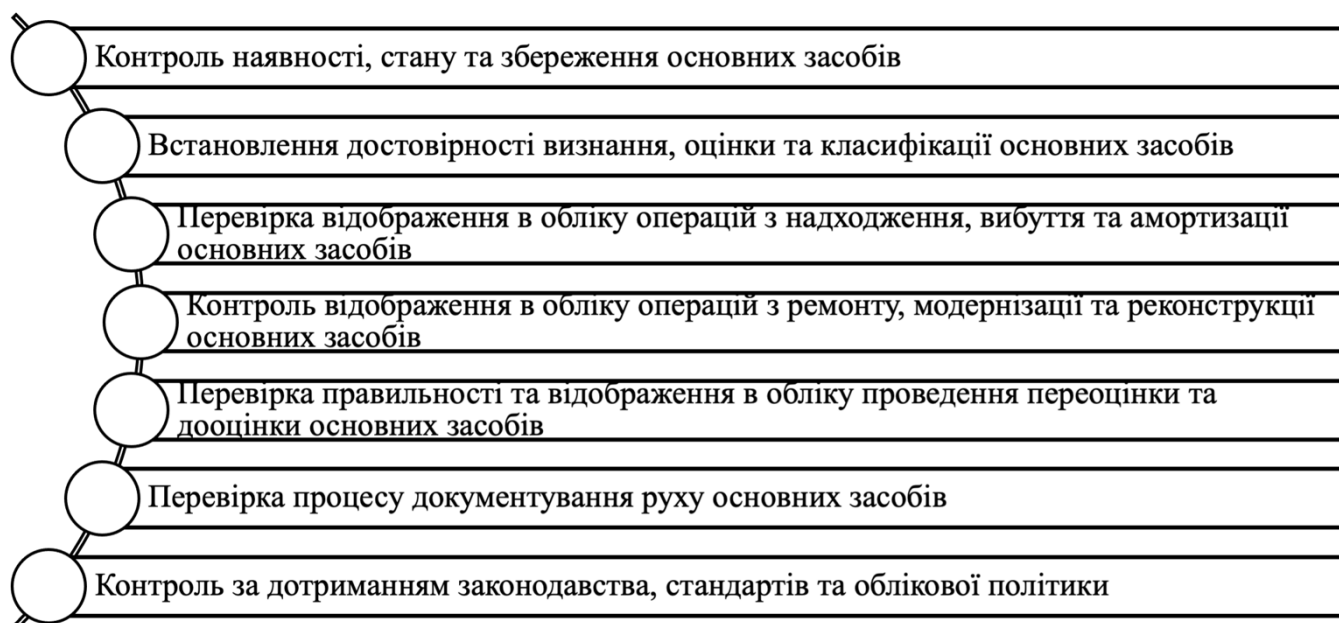 Контроль наявності, стану та збереження основних засобів
Встановлення достовірності визнання, оцінки та класифікації основних засобів
Перевірка відображення в обліку операцій з надходження, вибуття та амортизації
основних засобів
Контроль відображення в обліку операцій з ремонту, модернізації та реконструкції
основних засобів
Перевірка правильності та відображення в обліку проведення переоцінки та
дооцінки основних засобів
Перевірка процесу документування руху основних засобів
Контроль за дотриманням законодавства, стандартів та облікової політики